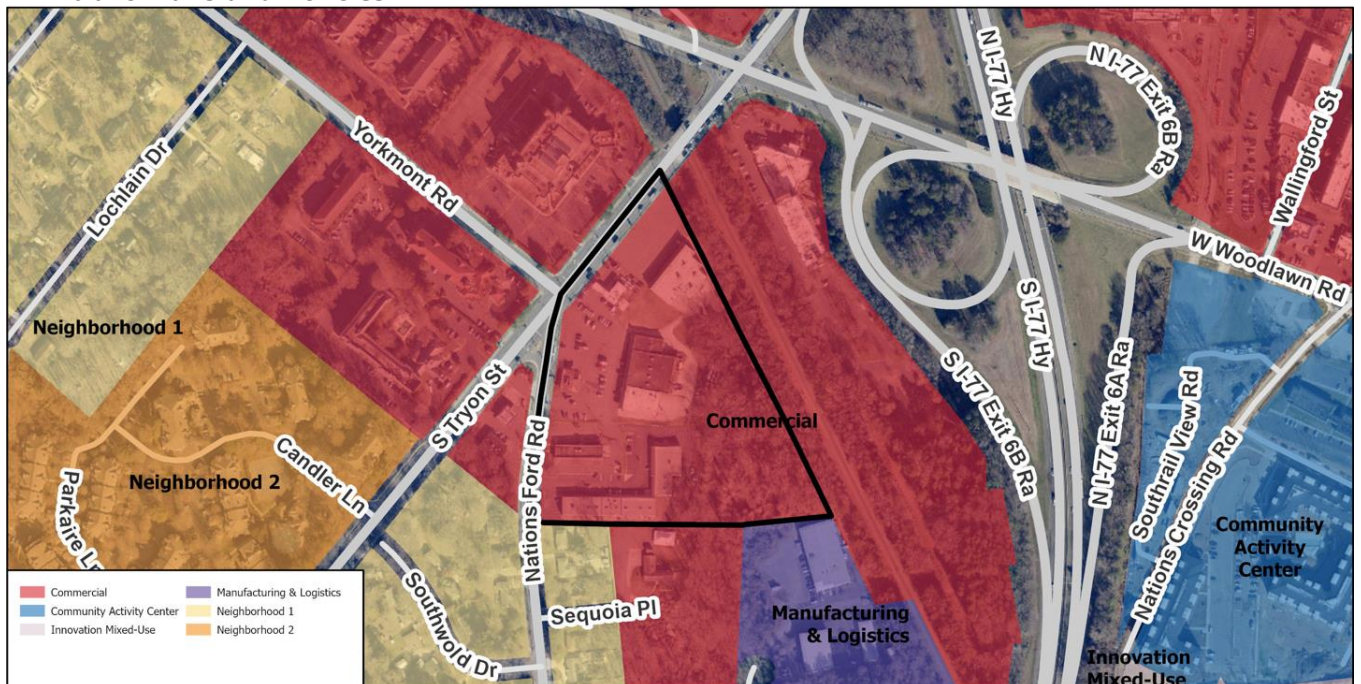 N I-77 Hy
N I-77 Exit 6B Ra
Wallingford St
Lochlain Dr
Yorkmont Rd
W Woodlawn Rd
S I-77 Hy
Neighborhood 1
S Tryon St
Commercial
S I-77 Exit 6B Ra
N I-77 Exit 6A Ra
Southrail View Rd
Nations Crossing Rd
Neighborhood 2
Candler Ln
Nations Ford Rd
Parkaire Ln
Community
Activity
Center
Southwold Dr
Sequoia Pl
Manufacturing
& Logistics
Innovation
Mixed-Use
Commercial
Community Activity Center
Innovation Mixed-Use
Manufacturing & Logistics
Neighborhood 1
Neighborhood 2